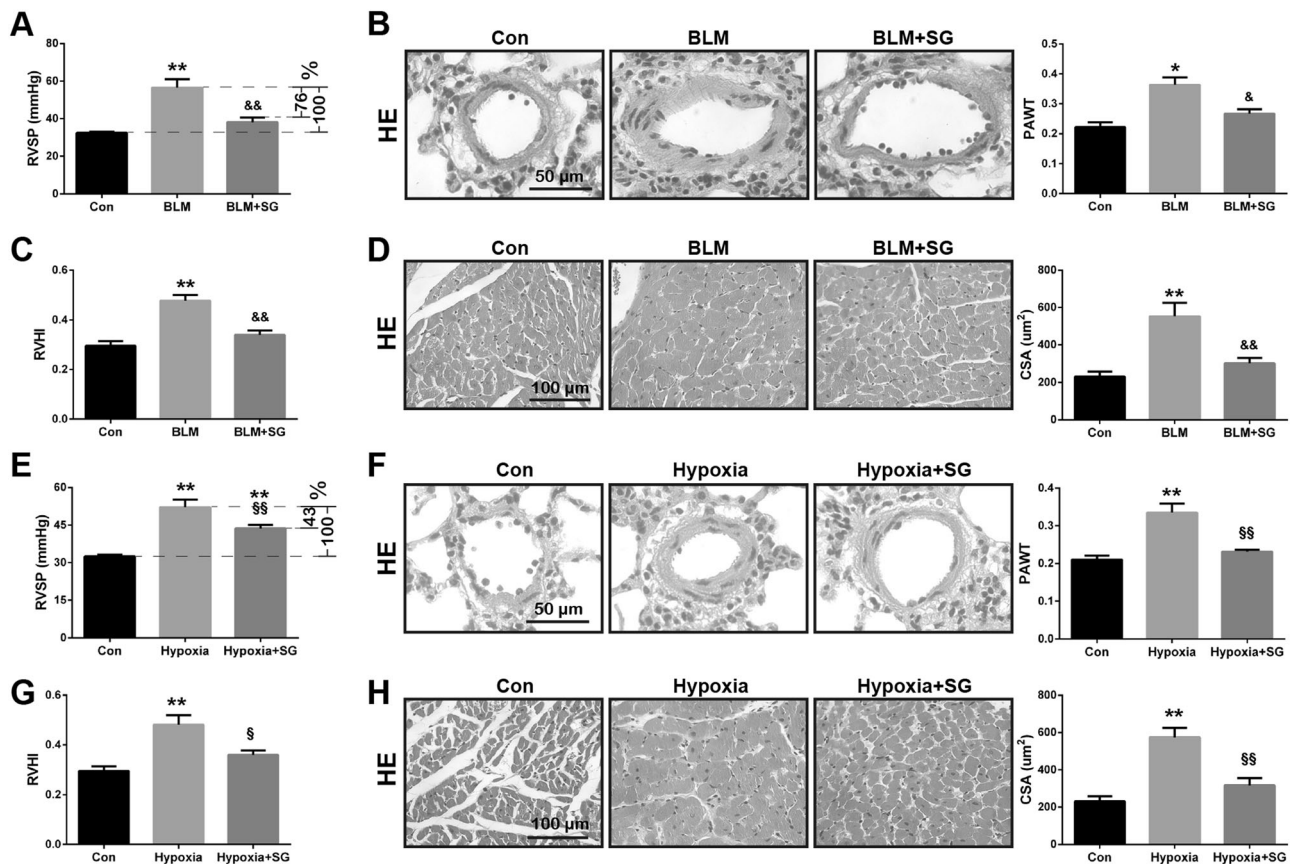 A
RVSP (mmHg)
80
60
40
20
0
**
&&
76
100
%
Con BLM BLM+SG
B
Con BLM BLM+SG
HE
50 µm
PAWT
0.5
0.4
0.3
0.2
0.1
0.0
*
&
Con BLM BLM+SG
C
RVHI
0.6
0.4
0.2
0.0
**
&&
Con BLM BLM+SG
D
Con BLM BLM+SG
HE
100 µm
CSA (um²)
800
600
400
200
0
**
&&
Con BLM BLM+SG
E
RVSP (mmHg)
60
45
30
15
0
**
**
§§
43
100
%
Con Hypoxia Hypoxia+SG
F
Con Hypoxia Hypoxia+SG
HE
50 µm
PAWT
0.4
0.3
0.2
0.1
0.0
**
§§
Con Hypoxia Hypoxia+SG
G
RVHI
0.6
0.4
0.2
0.0
**
§
Con Hypoxia Hypoxia+SG
H
Con Hypoxia Hypoxia+SG
HE
100 µm
CSA (um²)
800
600
400
200
0
**
§§
Con Hypoxia Hypoxia+SG